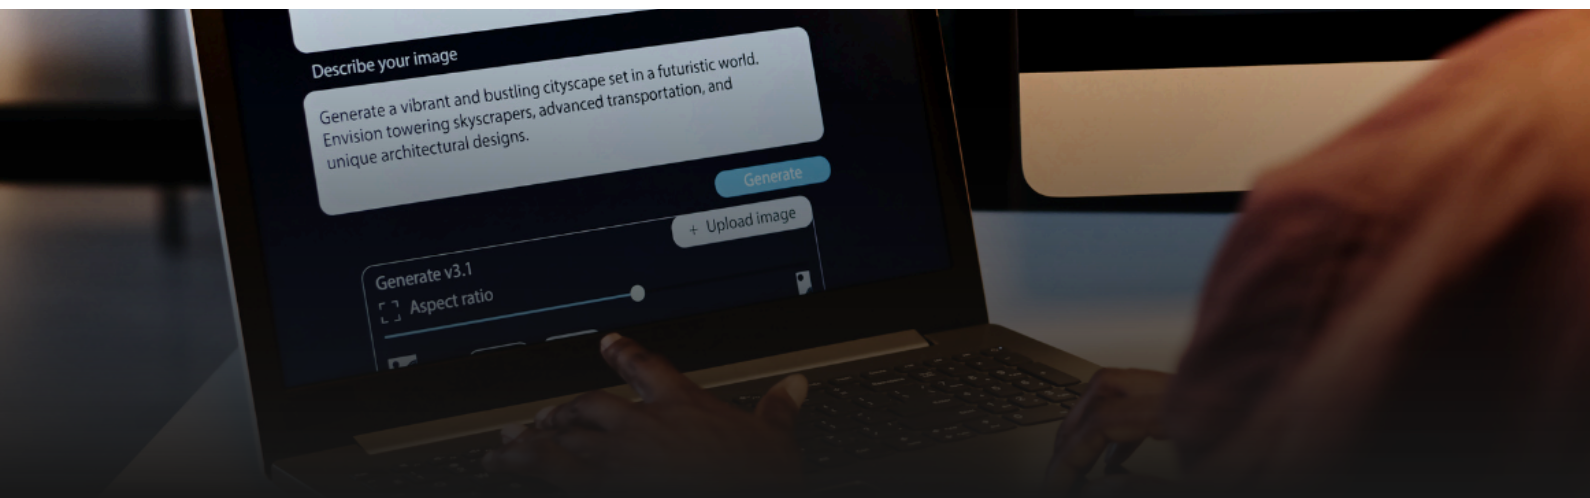 Describe your image
Generate a vibrant and bustling cityscape set in a futuristic world.
Envision towering skyscrapers, advanced transportation, and
unique architectural designs.
Generate
+ Upload image
Generate v3.1
Aspect ratio